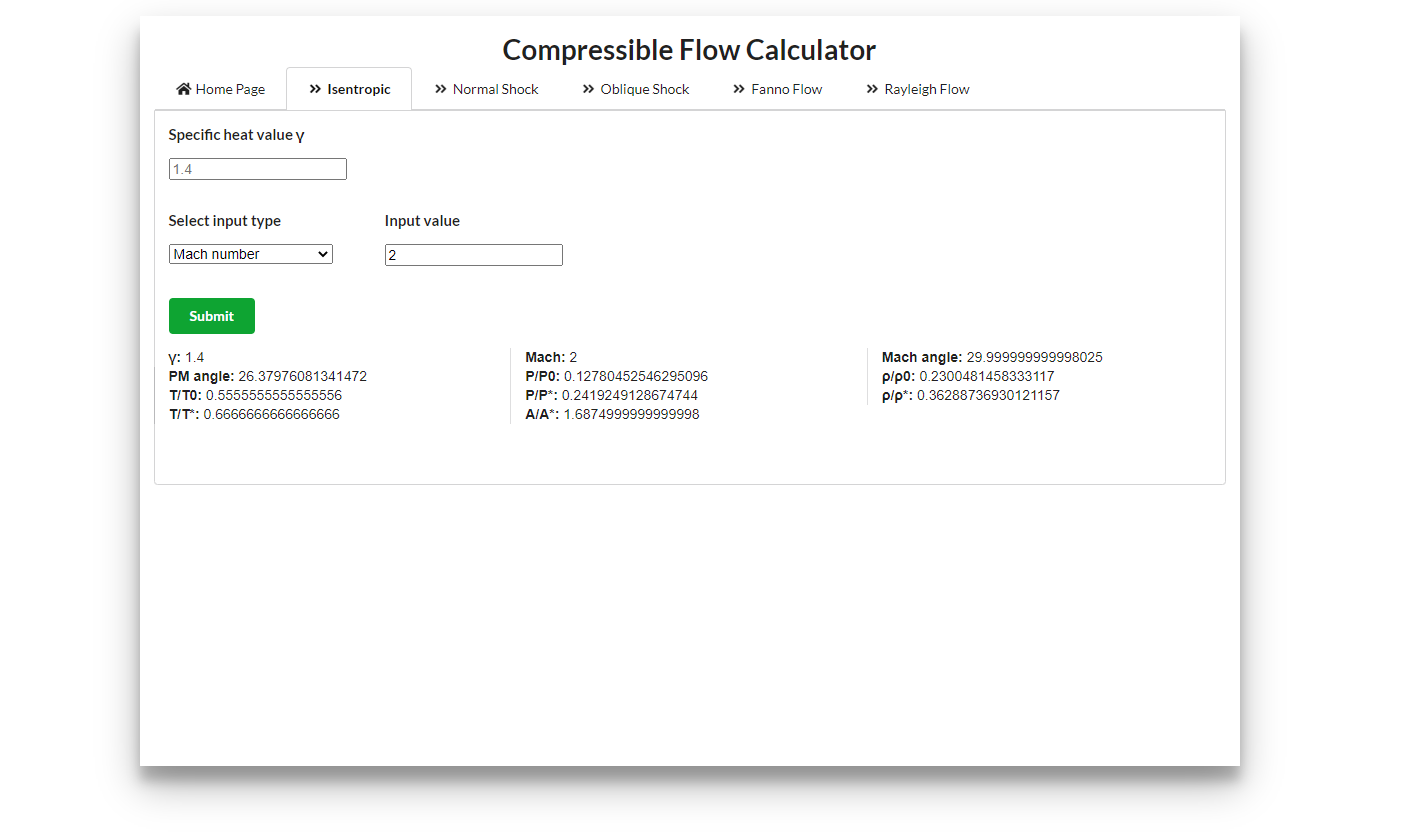 Compressible Flow Calculator
Home Page Isentropic Normal Shock Oblique Shock Fanno Flow Rayleigh Flow
Specific heat value γ
1.4
Select input type Input value
Mach number 2
Submit
γ: 1.4 Mach: 2 Mach angle: 29.999999999998025
PM angle: 26.37976081341472 P/P0: 0.12780452546295096 ρ/ρ0: 0.2300481458333117
T/T0: 0.5555555555555556 P/P*: 0.2419249128674744 ρ/ρ*: 0.36288736930121157
T/T*: 0.6666666666666666 A/A*: 1.6874999999999998